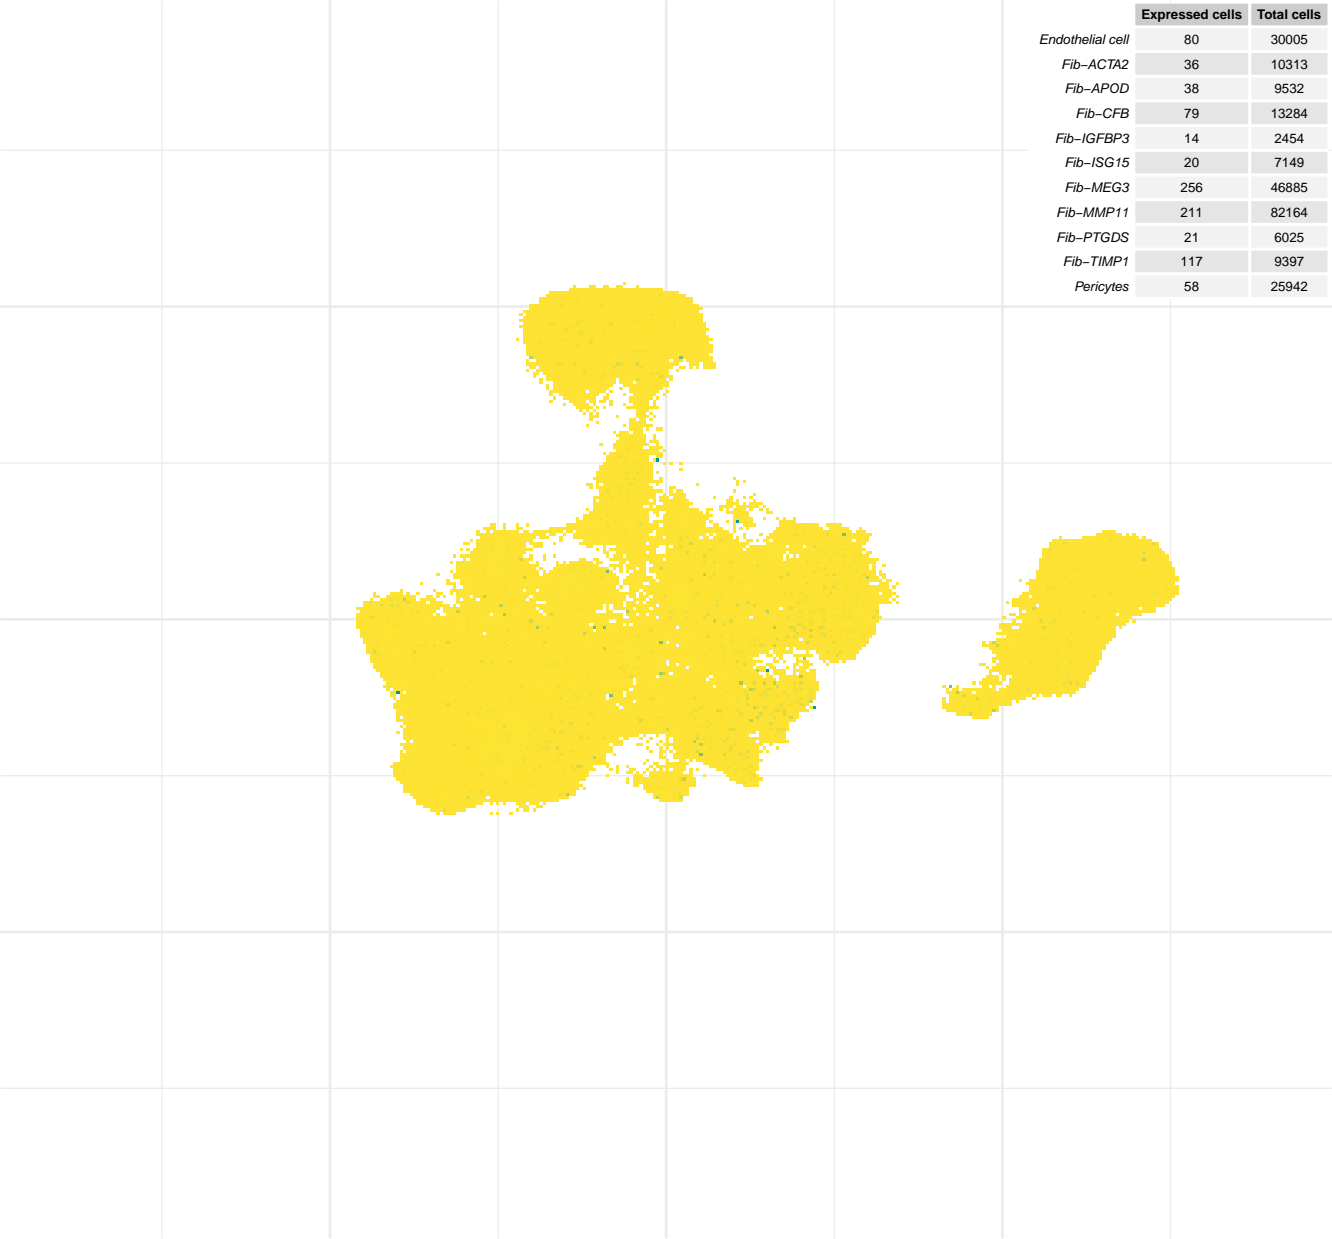 Expressed cells Total cells
Endothelial cell 80 30005
Fib−ACTA2 36 10313
Fib−APOD 38 9532
Fib−CFB 79 13284
Fib−IGFBP3 14 2454
Fib−ISG15 20 7149
Fib−MEG3 256 46885
Fib−MMP11 211 82164
Fib−PTGDS 21 6025
Fib−TIMP1 117 9397
Pericytes 58 25942